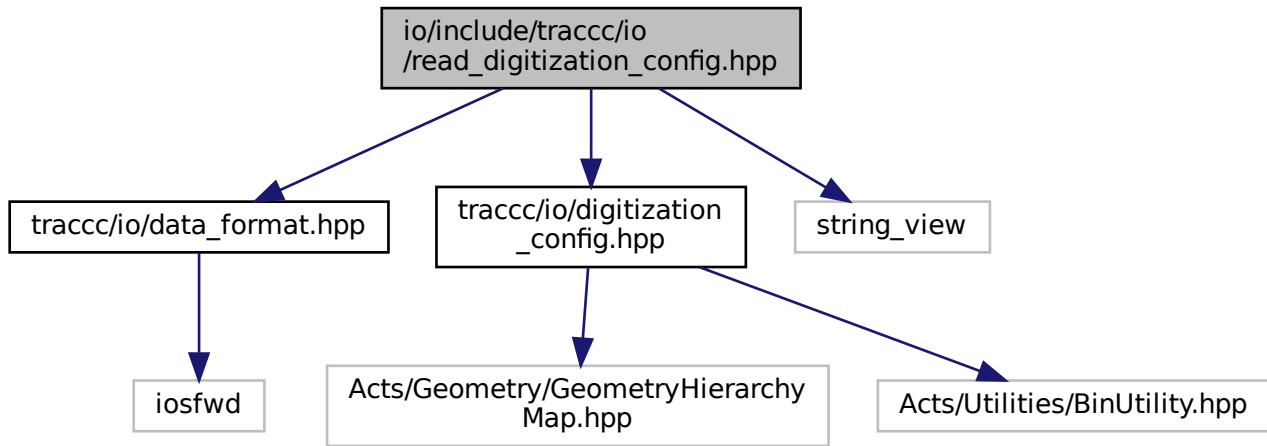 io/include/traccc/io
/read_digitization_config.hpp
traccc/io/data_format.hpp
traccc/io/digitization
_config.hpp
string_view
iosfwd
Acts/Geometry/GeometryHierarchy
Map.hpp
Acts/Utilities/BinUtility.hpp